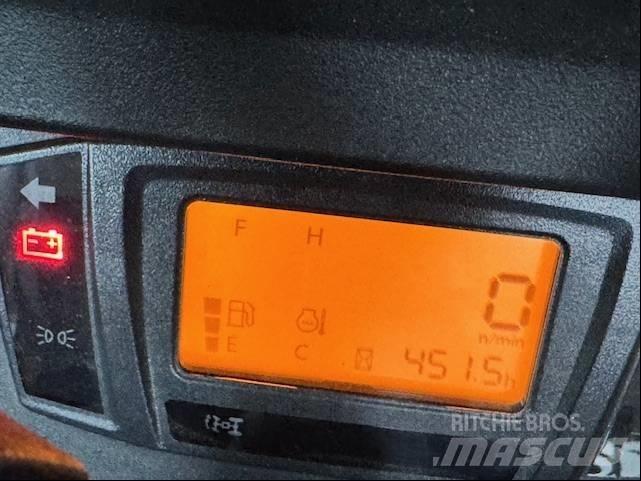 F H
0
n/min
E C 451.5h
RITCHIE BROS.
MASCUS